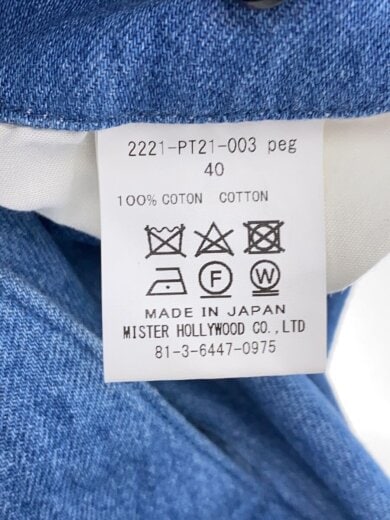 2221-PT21-003 peg
40
100% COTON COTTON
F W
MADE IN JAPAN
MISTER HOLLYWOOD CO., LTD
81-3-6447-0975